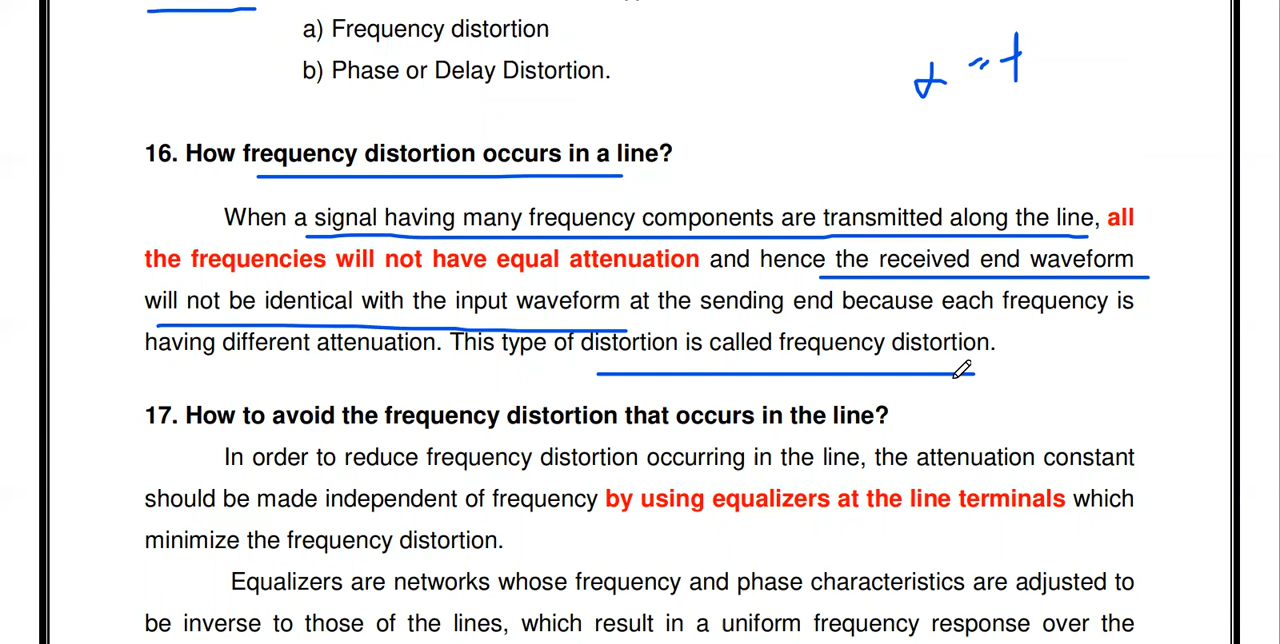 a) Frequency distortion
b) Phase or Delay Distortion.
16. How frequency distortion occurs in a line?
When a signal having many frequency components are transmitted along the line, all
the frequencies will not have equal attenuation and hence the received end waveform
will not be identical with the input waveform at the sending end because each frequency is
having different attenuation. This type of distortion is called frequency distortion.
17. How to avoid the frequency distortion that occurs in the line?
In order to reduce frequency distortion occurring in the line, the attenuation constant
should be made independent of frequency by using equalizers at the line terminals which
minimize the frequency distortion.
Equalizers are networks whose frequency and phase characteristics are adjusted to
be inverse to those of the lines, which result in a uniform frequency response over the